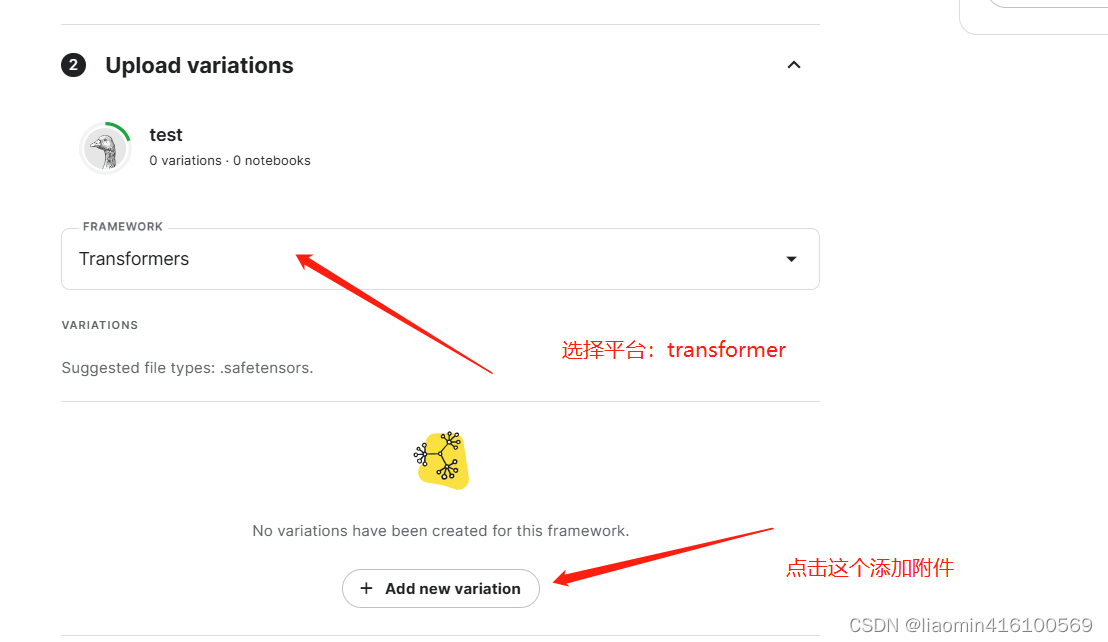 2 Upload variations
test
0 variations · 0 notebooks
FRAMEWORK
Transformers
VARIATIONS
选择平台：transformer
Suggested file types: .safetensors.
No variations have been created for this framework.
+ Add new variation
点击这个添加附件
CSDN @liaomin416100569